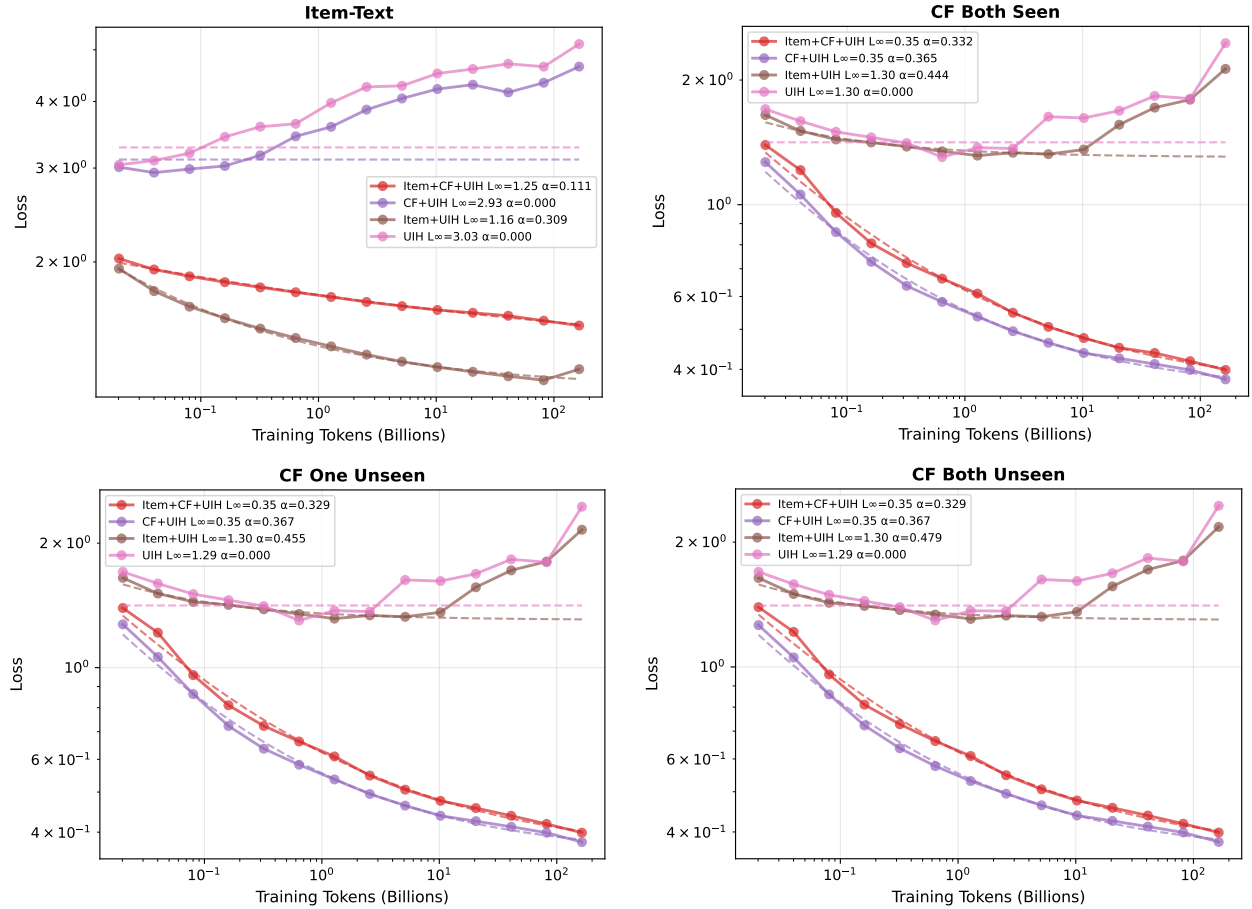 Item-Text
Loss
4 × 10⁰
3 × 10⁰
2 × 10⁰
Item+CF+UIH L∞=1.25 α=0.111
CF+UIH L∞=2.93 α=0.000
Item+UIH L∞=1.16 α=0.309
UIH L∞=3.03 α=0.000
10⁻¹
10⁰
10¹
10²
Training Tokens (Billions)
CF Both Seen
Loss
2 × 10⁰
10⁰
6 × 10⁻¹
4 × 10⁻¹
Item+CF+UIH L∞=0.35 α=0.332
CF+UIH L∞=0.35 α=0.365
Item+UIH L∞=1.30 α=0.444
UIH L∞=1.30 α=0.000
10⁻¹
10⁰
10¹
10²
Training Tokens (Billions)
CF One Unseen
Loss
2 × 10⁰
10⁰
6 × 10⁻¹
4 × 10⁻¹
Item+CF+UIH L∞=0.35 α=0.329
CF+UIH L∞=0.35 α=0.367
Item+UIH L∞=1.30 α=0.455
UIH L∞=1.29 α=0.000
10⁻¹
10⁰
10¹
10²
Training Tokens (Billions)
CF Both Unseen
Loss
2 × 10⁰
10⁰
6 × 10⁻¹
4 × 10⁻¹
Item+CF+UIH L∞=0.35 α=0.329
CF+UIH L∞=0.35 α=0.367
Item+UIH L∞=1.30 α=0.479
UIH L∞=1.29 α=0.000
10⁻¹
10⁰
10¹
10²
Training Tokens (Billions)